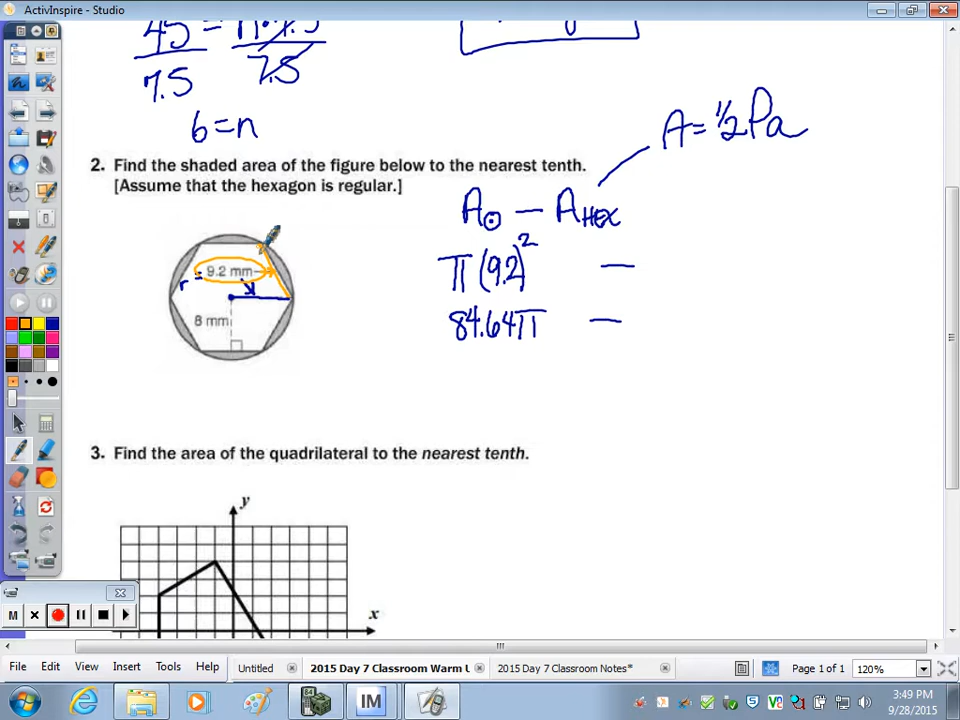 ActivInspire - Studio
45 = n·7.5
7.5 7.5
6=n
A=½Pa
2. Find the shaded area of the figure below to the nearest tenth.
[Assume that the hexagon is regular.]
A⊙ — A HEX
r = 9.2 mm
π(9.2)² —
8 mm
84.64π —
3. Find the area of the quadrilateral to the nearest tenth.
y
x
M
File Edit View Insert Tools Help Untitled 2015 Day 7 Classroom Warm U 2015 Day 7 Classroom Notes* Page 1 of 1 120%
IM
3:49 PM
9/28/2015